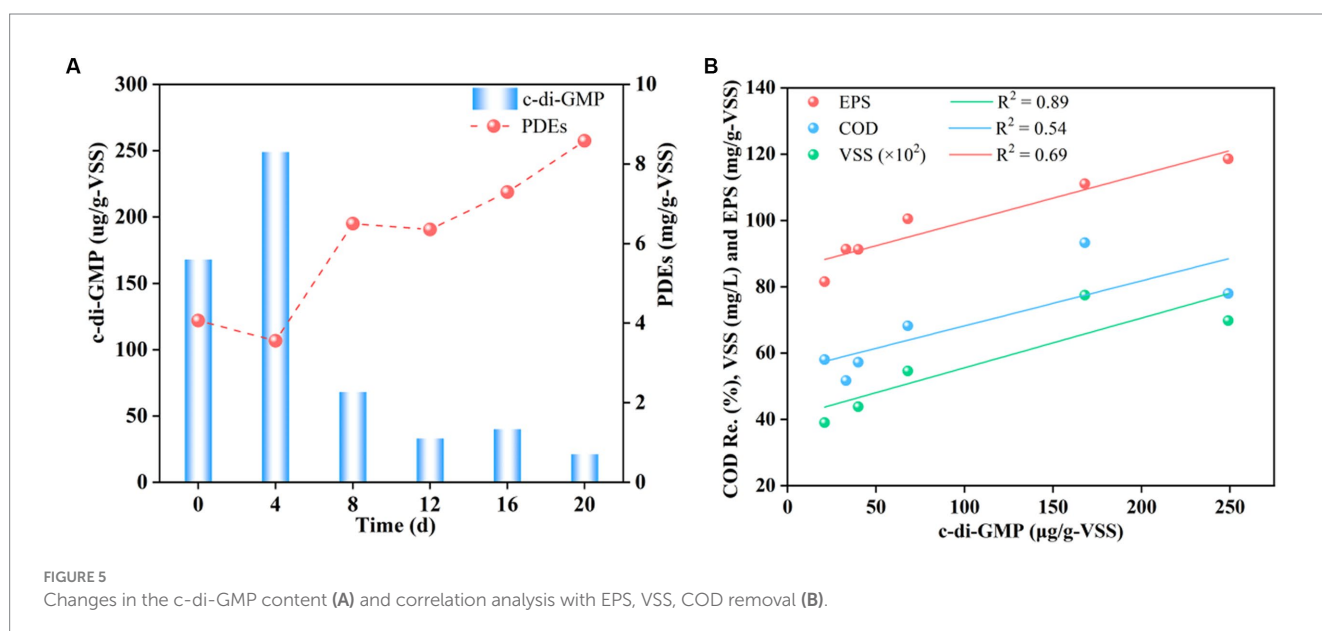 A
300
250
200
150
100
50
0
c-di-GMP (ug/g-VSS)
10
8
6
4
2
0
PDEs (mg/g-VSS)
c-di-GMP
PDEs
0 4 8 12 16 20
Time (d)
B
140
120
100
80
60
40
20
COD Re. (%), VSS (mg/L) and EPS (mg/g-VSS)
EPS R² = 0.89
COD R² = 0.54
VSS (×10²) R² = 0.69
0 50 100 150 200 250
c-di-GMP (μg/g-VSS)
FIGURE 5
Changes in the c-di-GMP content (A) and correlation analysis with EPS, VSS, COD removal (B).